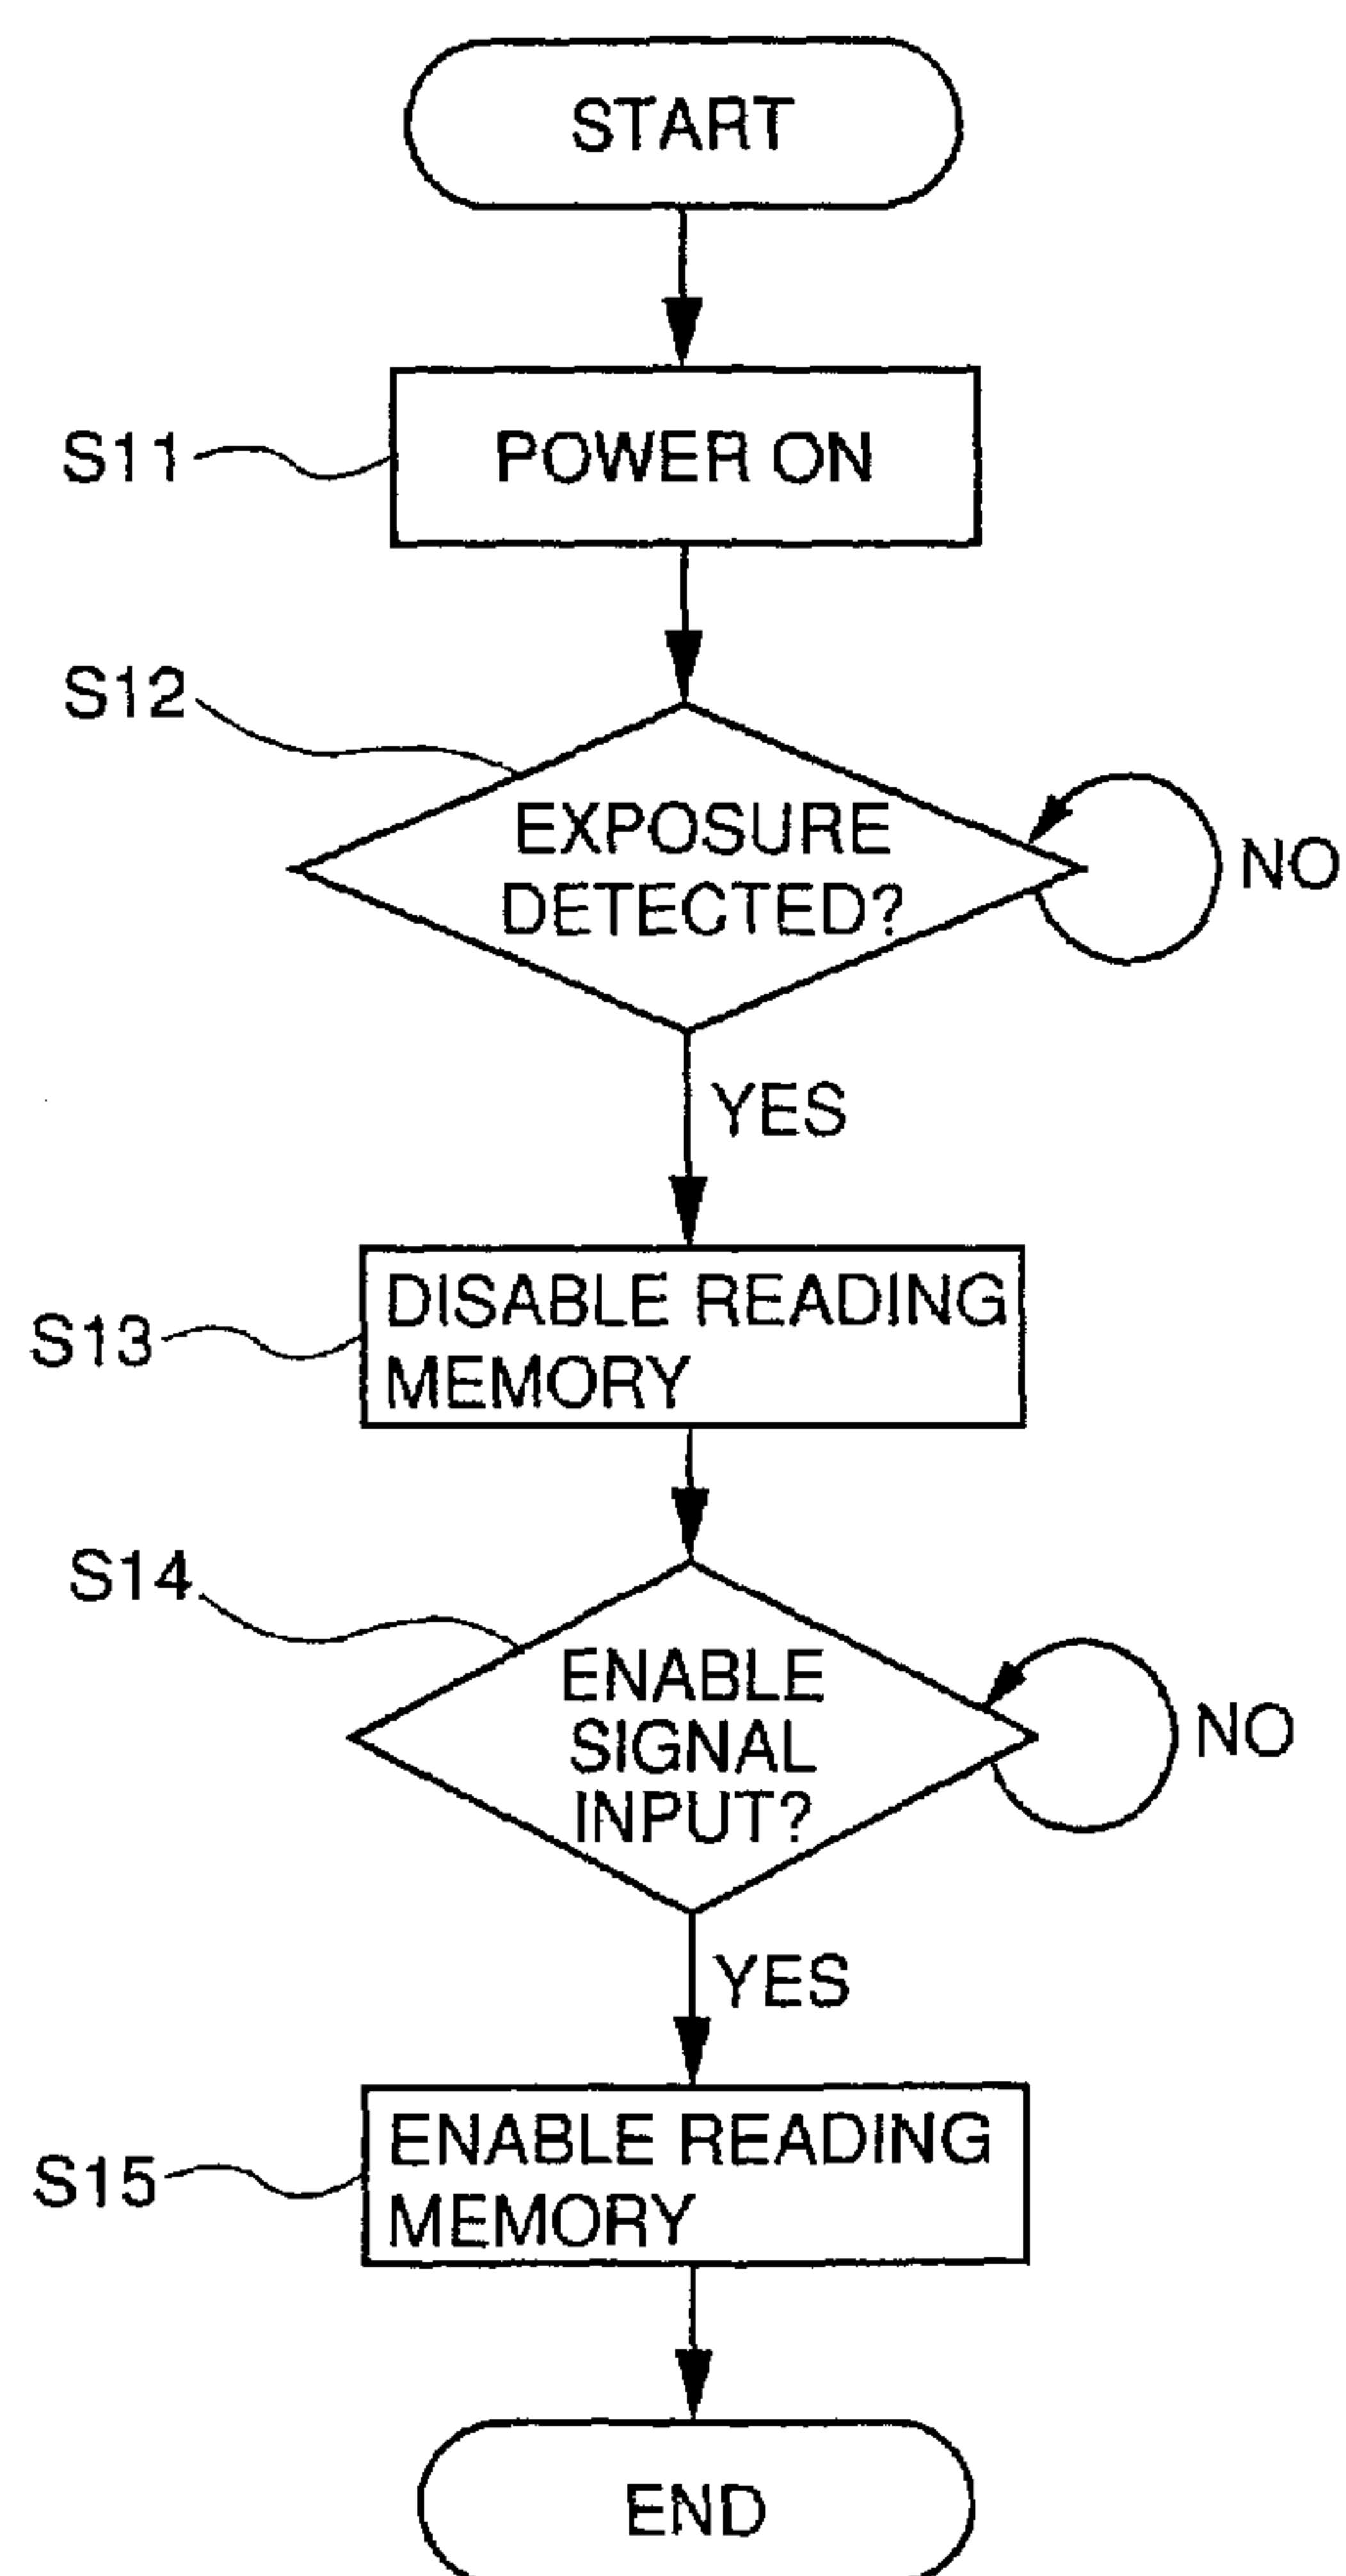 START
S11
POWER ON
S12
EXPOSURE
DETECTED?
NO
YES
S13
DISABLE READING
MEMORY
S14
ENABLE
SIGNAL
INPUT?
NO
YES
S15
ENABLE READING
MEMORY
END